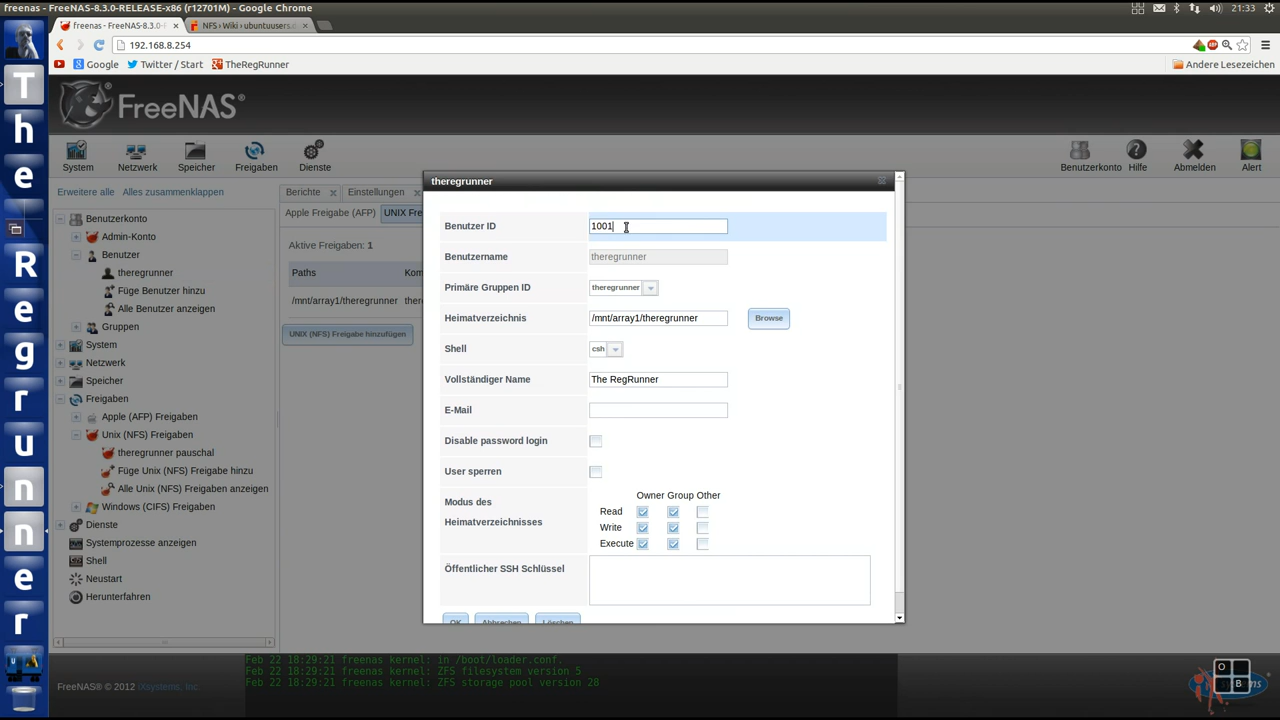 freenas - FreeNAS-8.3.0-RELEASE-x86 (r12701M) - Google Chrome
21:33
freenas - FreeNAS-8.3.0-
NFS › Wiki › ubuntuusers.d
192.168.8.254
Google
Twitter / Start
TheRegRunner
Andere Lesezeichen
FreeNAS®
System
Netzwerk
Speicher
Freigaben
Dienste
Benutzerkonto
Hilfe
Abmelden
Alert
Erweitere alle
Alles zusammenklappen
Berichte
Einstellungen
Apple Freigabe (AFP)
UNIX Fre
Aktive Freigaben: 1
Paths
Kom
/mnt/array1/theregrunner
ther
UNIX (NFS) Freigabe hinzufügen
Benutzerkonto
Admin-Konto
Benutzer
theregrunner
Füge Benutzer hinzu
Alle Benutzer anzeigen
Gruppen
System
Netzwerk
Speicher
Freigaben
Apple (AFP) Freigaben
Unix (NFS) Freigaben
theregrunner pauschal
Füge Unix (NFS) Freigabe hinzu
Alle Unix (NFS) Freigaben anzeigen
Windows (CIFS) Freigaben
Dienste
Systemprozesse anzeigen
Shell
Neustart
Herunterfahren
theregrunner
Benutzer ID
1001
Benutzername
theregrunner
Primäre Gruppen ID
theregrunner
Heimatverzeichnis
/mnt/array1/theregrunner
Browse
Shell
csh
Vollständiger Name
The RegRunner
E-Mail
Disable password login
User sperren
Modus des
Heimatverzeichnisses
Owner Group Other
Read
Write
Execute
Öffentlicher SSH Schlüssel
OK
Abbrechen
Löschen
Feb 22 18:29:21 freenas kernel: in /boot/loader.conf.
Feb 22 18:29:21 freenas kernel: ZFS filesystem version 5
Feb 22 18:29:21 freenas kernel: ZFS storage pool version 28
FreeNAS® © 2012 iXsystems, Inc.
O
B
T
h
e
R
e
g
r
u
n
n
e
r